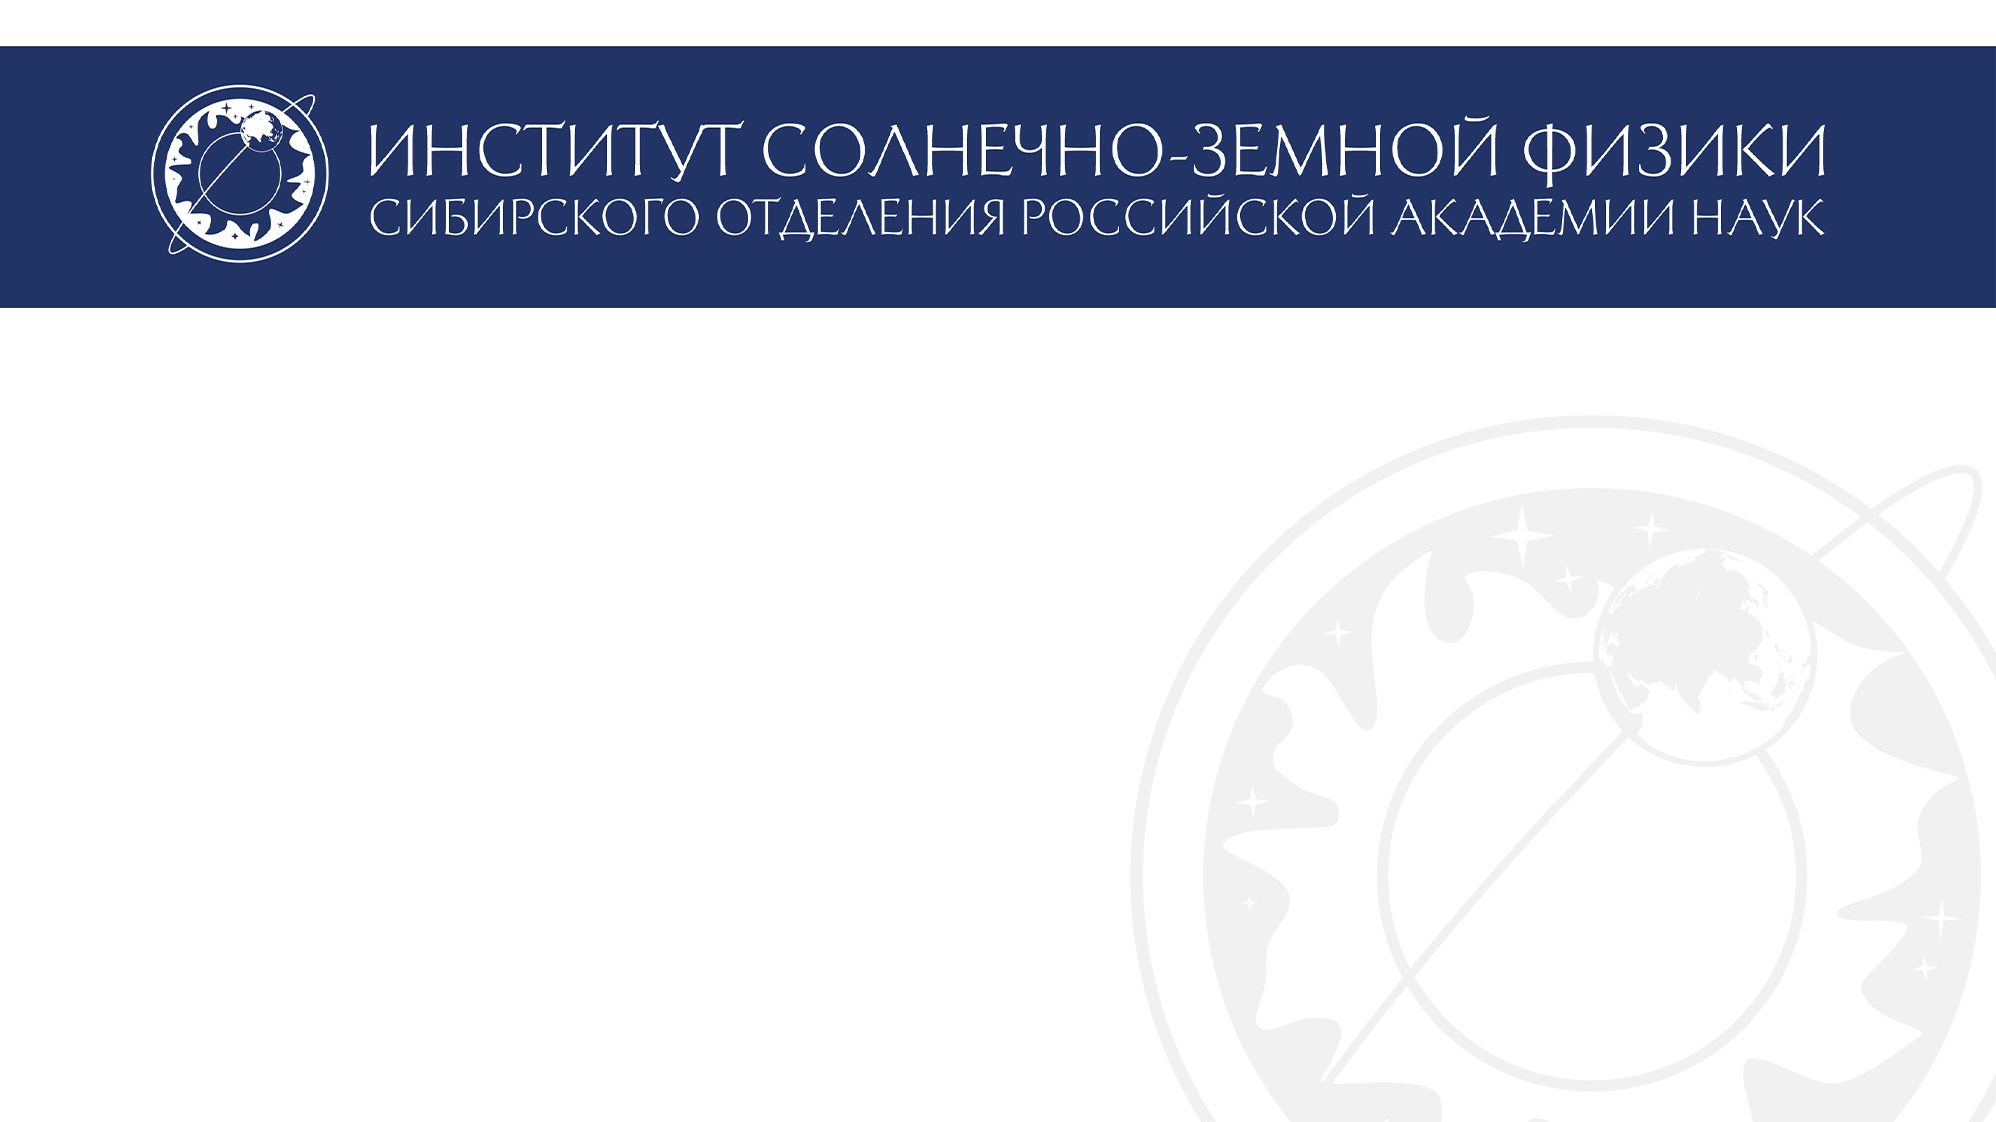 ИНСТИТУТ СОЛНЕЧНО-ЗЕМНОЙ ФИЗИКИ
СИБИРСКОГО ОТДЕЛЕНИЯ РОССИЙСКОЙ АКАДЕМИИ НАУК